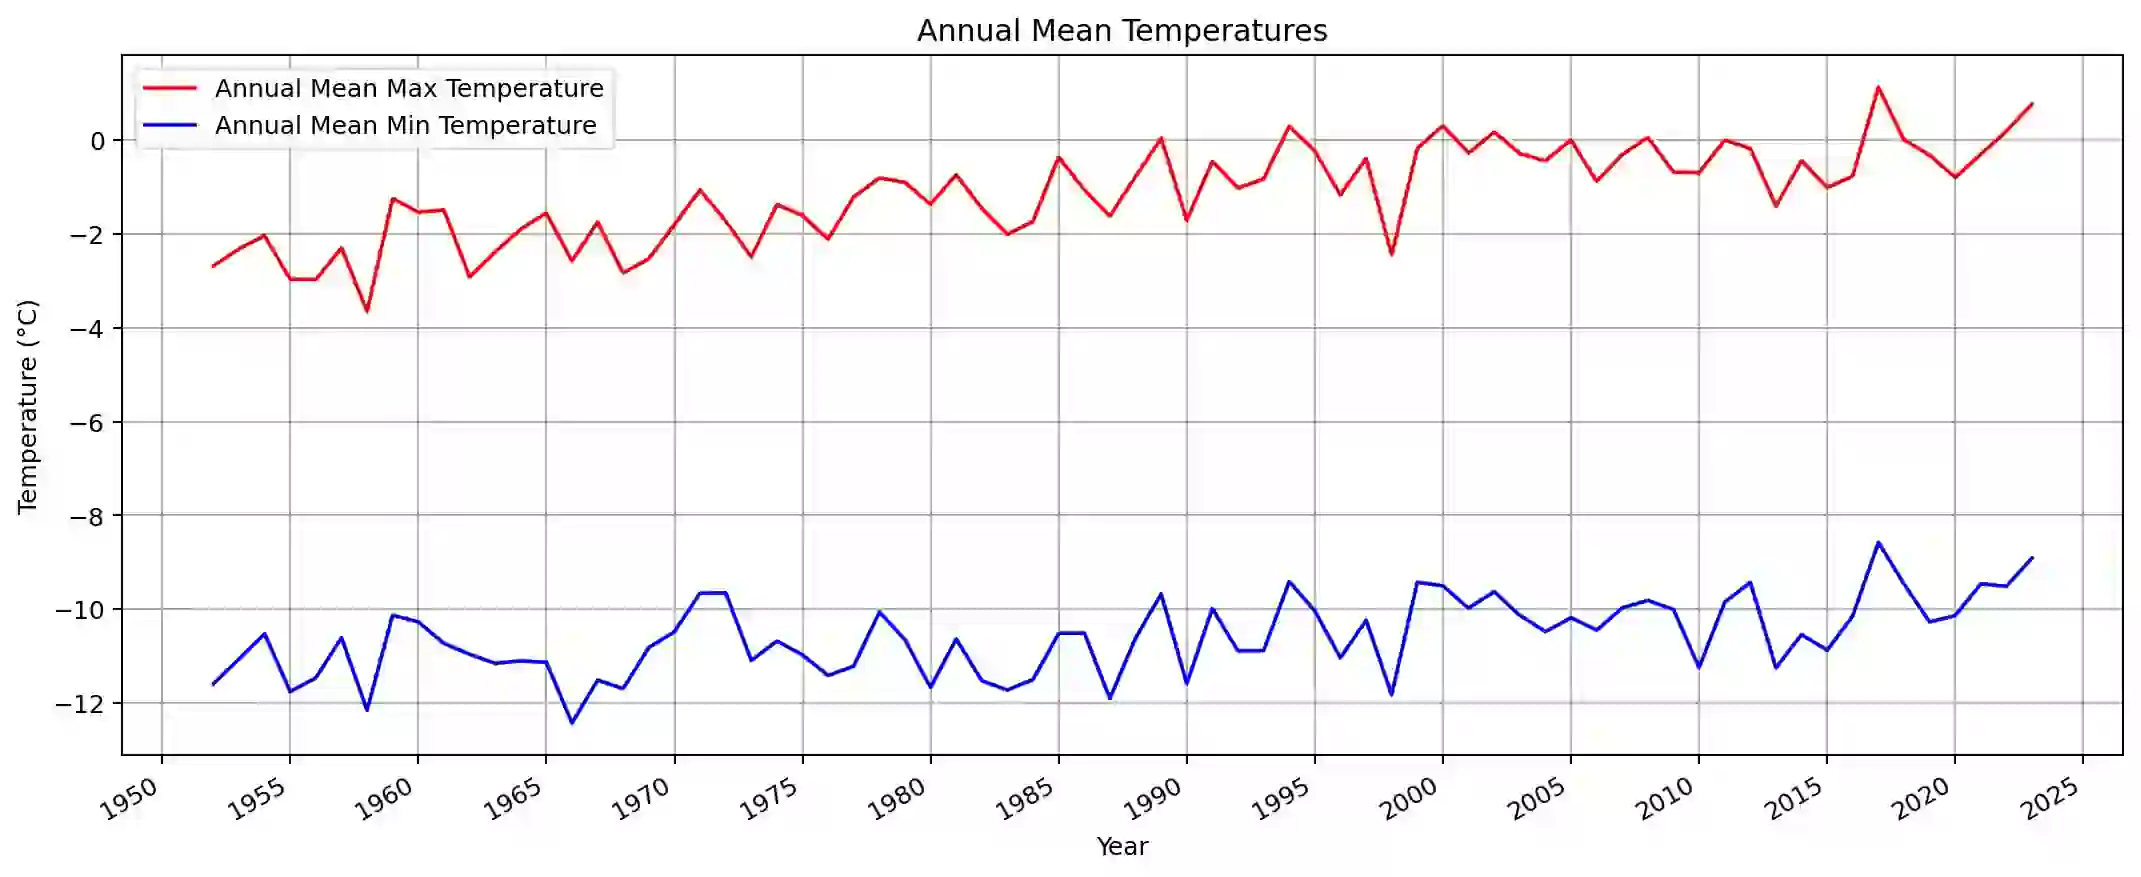 Annual Mean Temperatures
Annual Mean Max Temperature
Annual Mean Min Temperature
Temperature (°C)
0
−2
−4
−6
−8
−10
−12
1950 1955 1960 1965 1970 1975 1980 1985 1990 1995 2000 2005 2010 2015 2020 2025
Year